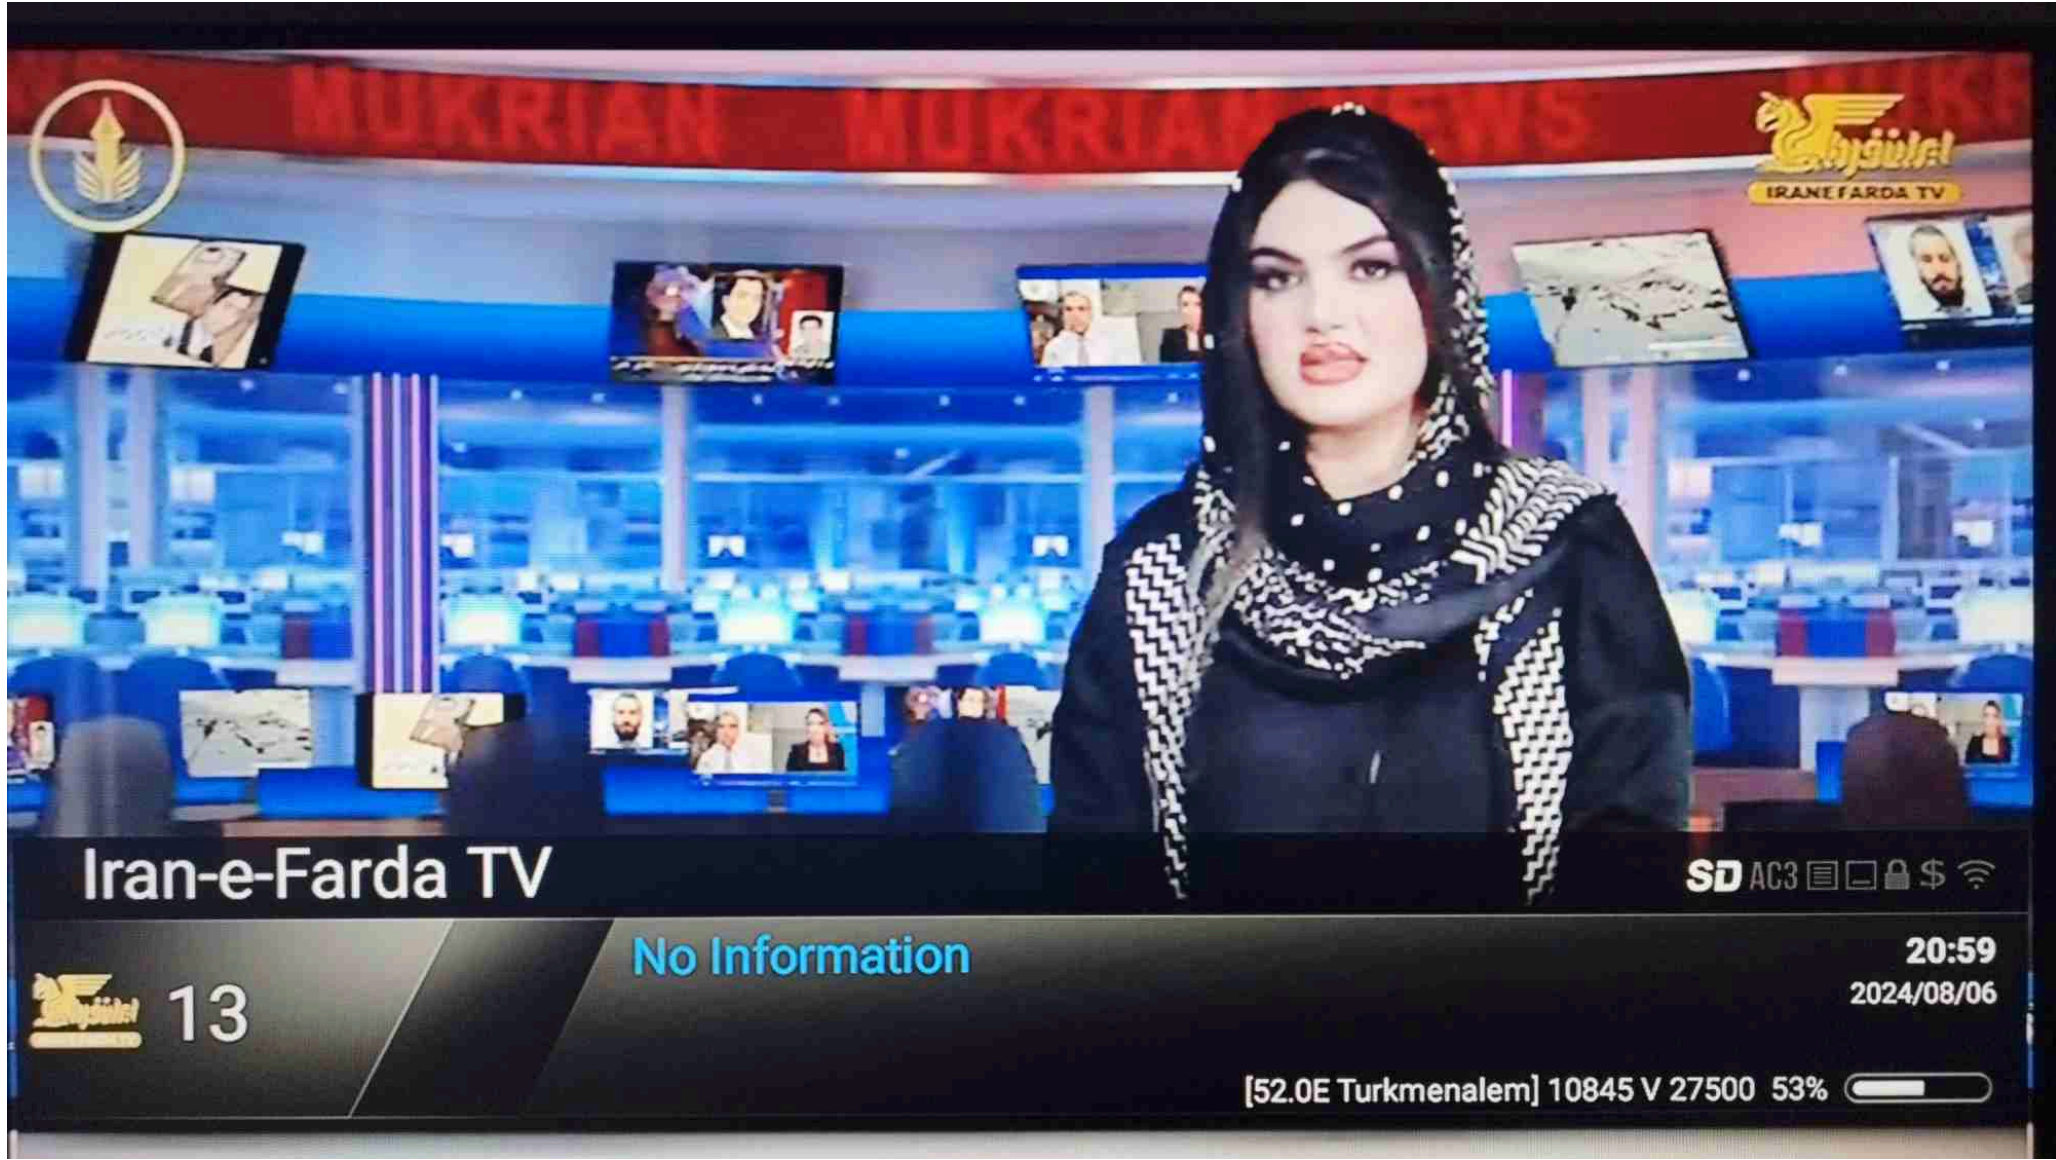 MUKRIAN MUKRIAN NEWS
IRANE FARDA TV
Iran-e-Farda TV
SD AC3 $
No Information
20:59
13
2024/08/06
[52.0E Turkmenalem] 10845 V 27500 53%